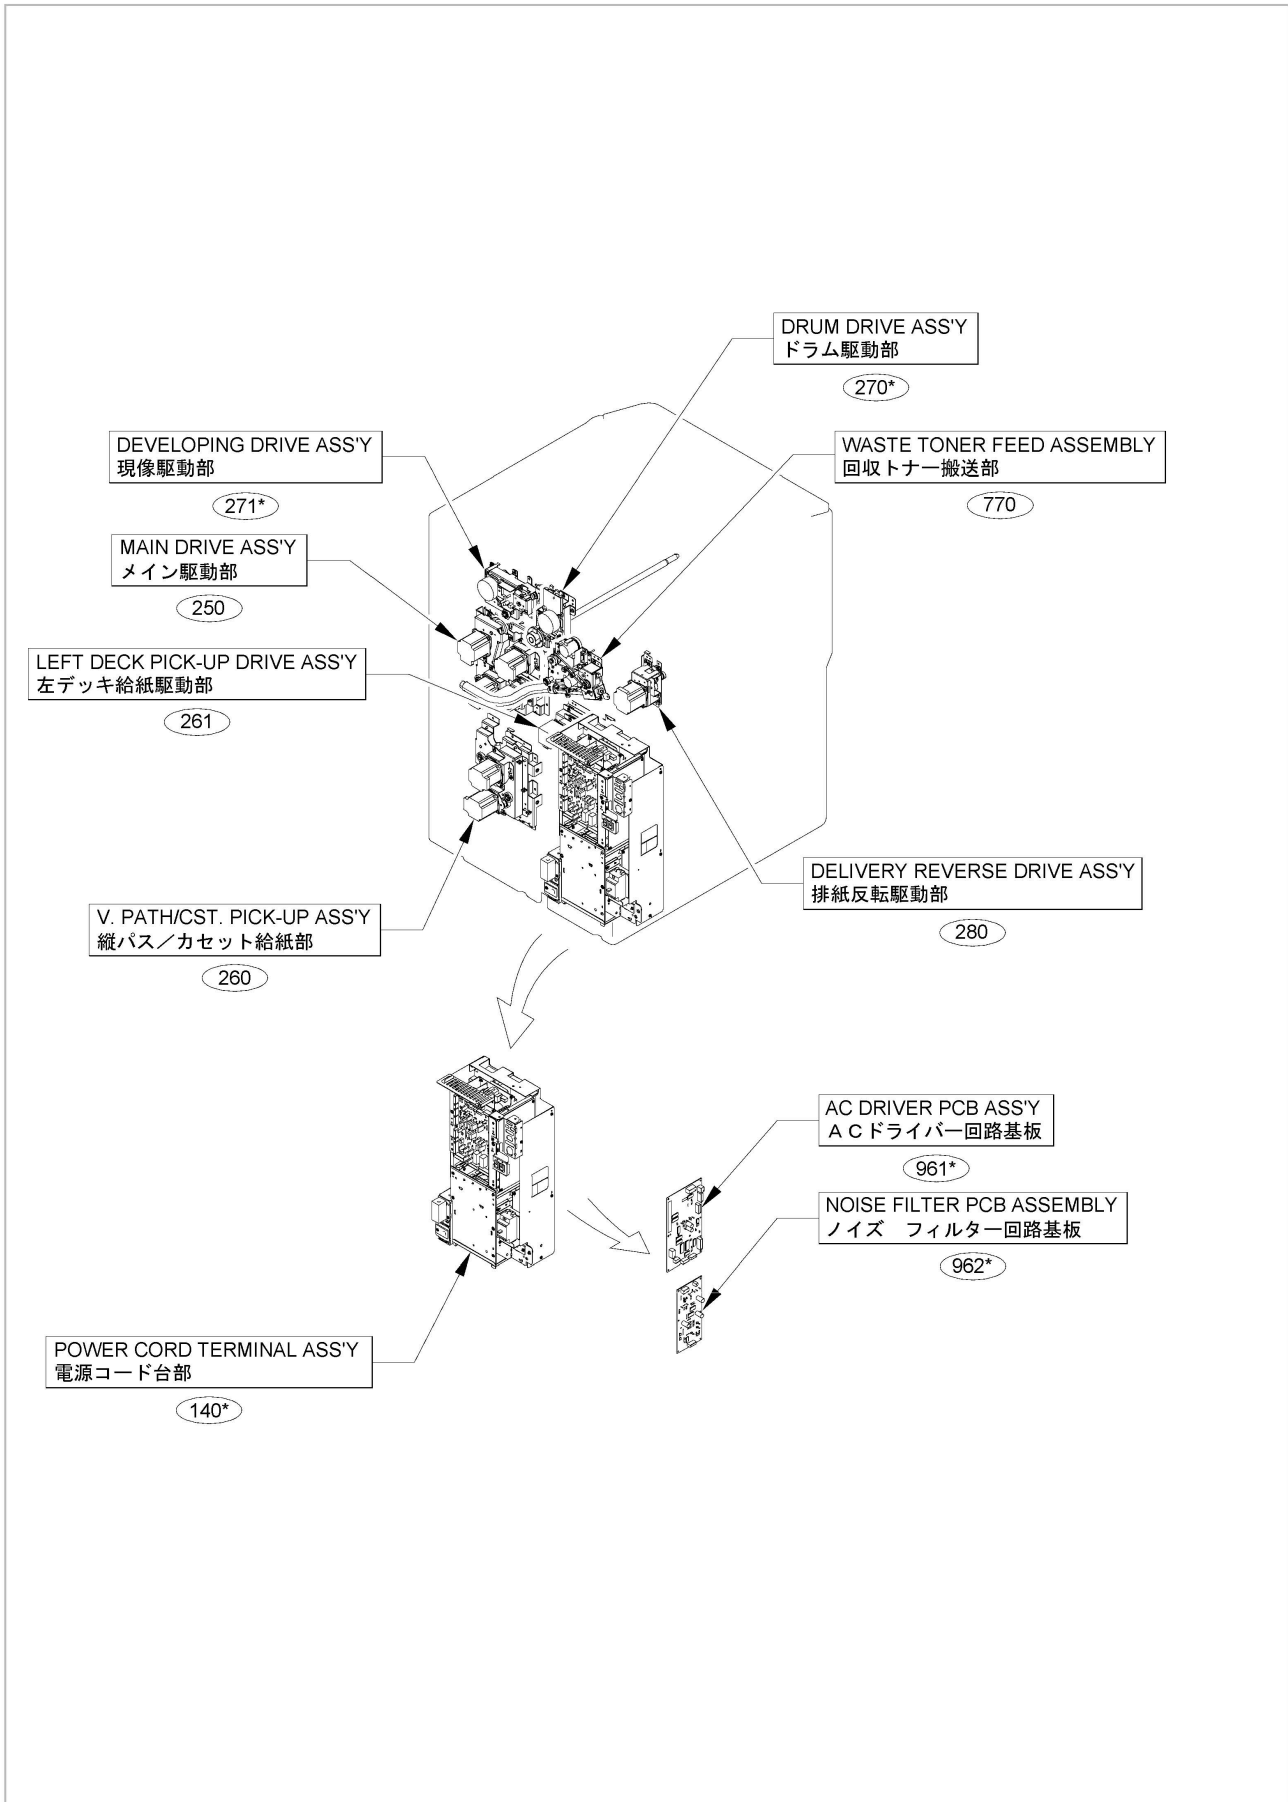 DRUM DRIVE ASS'Y
ドラム駆動部
270*
DEVELOPING DRIVE ASS'Y
現像駆動部
271*
WASTE TONER FEED ASSEMBLY
回収トナー搬送部
770
MAIN DRIVE ASS'Y
メイン駆動部
250
LEFT DECK PICK-UP DRIVE ASS'Y
左デッキ給紙駆動部
261
DELIVERY REVERSE DRIVE ASS'Y
排紙反転駆動部
280
V. PATH/CST. PICK-UP ASS'Y
縦パス／カセット給紙部
260
AC DRIVER PCB ASS'Y
ＡＣドライバー回路基板
961*
NOISE FILTER PCB ASSEMBLY
ノイズ　フィルター回路基板
962*
POWER CORD TERMINAL ASS'Y
電源コード台部
140*